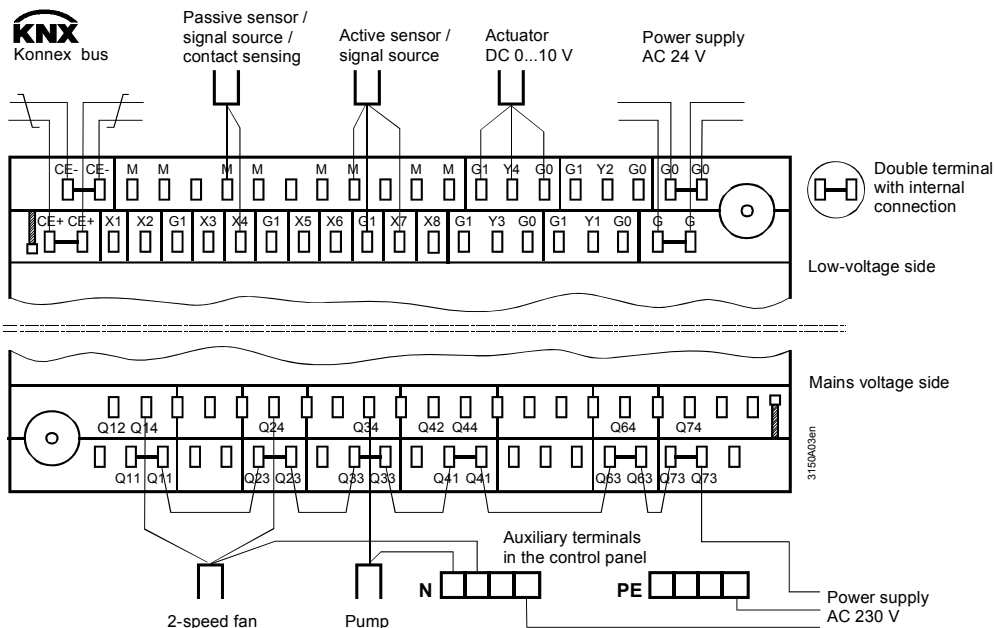 KNX
Konnex bus
Passive sensor /
signal source /
contact sensing
Active sensor /
signal source
Actuator
DC 0...10 V
Power supply
AC 24 V
CE- CE- M M M M M M M M G1 Y4 G0 G1 Y2 G0 G0 G0
CE+ CE+ X1 X2 G1 X3 X4 G1 X5 X6 G1 X7 X8 G1 Y3 G0 G1 Y1 G0 G G
Double terminal
with internal
connection
Low-voltage side
Mains voltage side
Q12 Q14 Q24 Q34 Q42 Q44 Q64 Q74
Q11 Q11 Q23 Q23 Q33 Q33 Q41 Q41 Q63 Q63 Q73 Q73
3150A03en
Auxiliary terminals
in the control panel
N
PE
Power supply
AC 230 V
2-speed fan
Pump